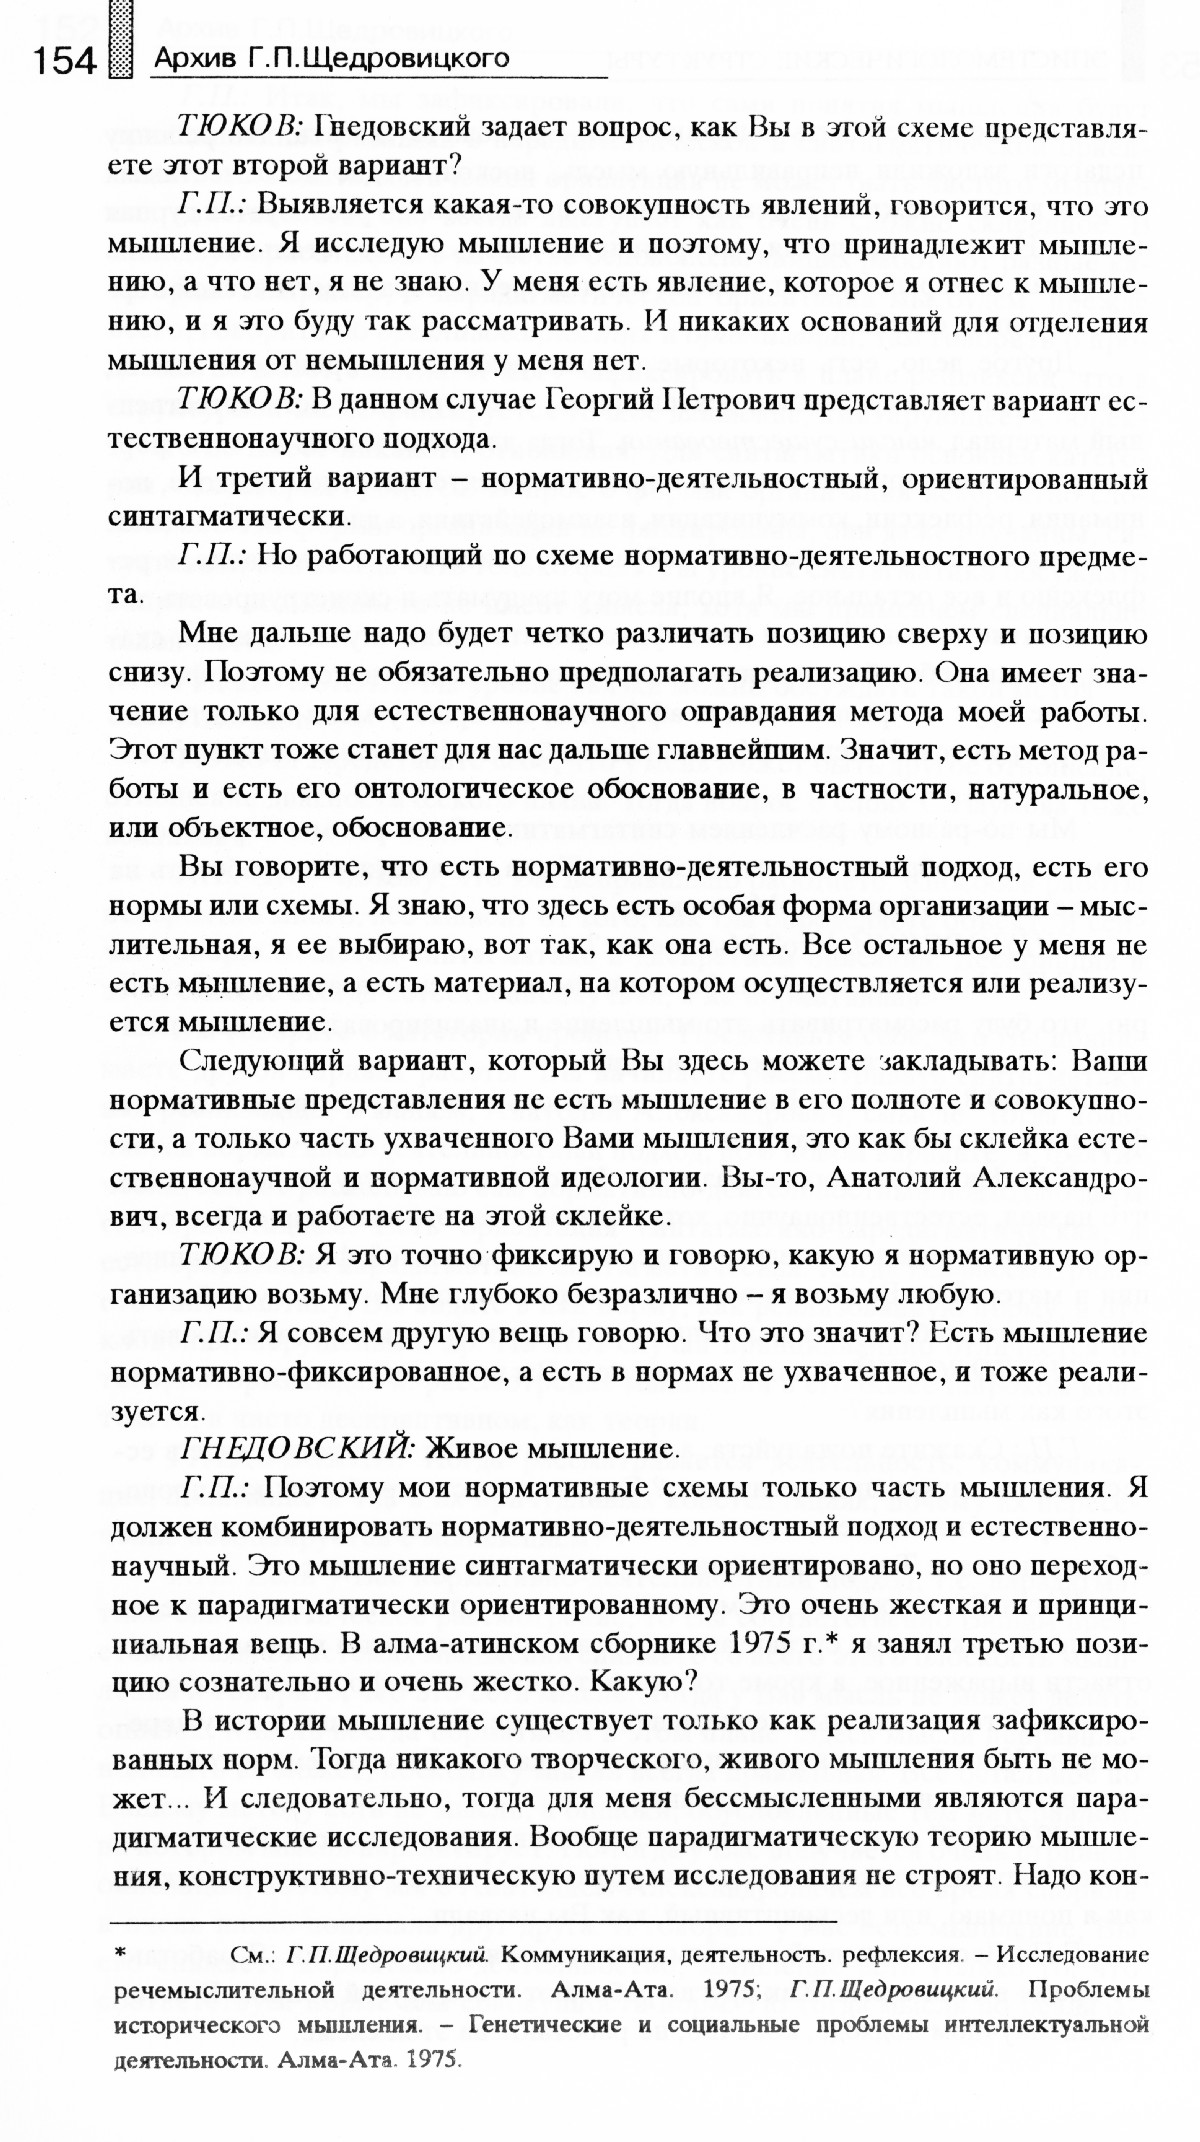 154 Архив Г.П.Щедровицкого
ТЮКОВ: Гнедовский задает вопрос, как Вы в этой схеме представля-
ете этот второй вариант?
Г.П.: Выявляется какая-то совокупность явлений, говорится, что это
мышление. Я исследую мышление и поэтому, что принадлежит мышле-
нию, а что нет, я не знаю. У меня есть явление, которое я отнес к мышле-
нию, и я это буду так рассматривать. И никаких оснований для отделения
мышления от немышления у меня нет.
ТЮКОВ: В данном случае Георгий Петрович представляет вариант ес-
тественнонаучного подхода.
И третий вариант – нормативно-деятельностный, ориентированный
синтагматически.
Г.П.: Но работающий по схеме нормативно-деятельностного предме-
та.
Мне дальше надо будет четко различать позицию сверху и позицию
снизу. Поэтому не обязательно предполагать реализацию. Она имеет зна-
чение только для естественнонаучного оправдания метода моей работы.
Этот пункт тоже станет для нас дальше главнейшим. Значит, есть метод ра-
боты и есть его онтологическое обоснование, в частности, натуральное,
или объектное, обоснование.
Вы говорите, что есть нормативно-деятельностный подход, есть его
нормы или схемы. Я знаю, что здесь есть особая форма организации – мыс-
лительная, я ее выбираю, вот так, как она есть. Все остальное у меня не
есть мышление, а есть материал, на котором осуществляется или реализу-
ется мышление.
Следующий вариант, который Вы здесь можете закладывать: Ваши
нормативные представления не есть мышление в его полноте и совокупно-
сти, а только часть ухваченного Вами мышления, это как бы склейка есте-
ственнонаучной и нормативной идеологии. Вы-то, Анатолий Александро-
вич, всегда и работаете на этой склейке.
ТЮКОВ: Я это точно фиксирую и говорю, какую я нормативную ор-
ганизацию возьму. Мне глубоко безразлично – я возьму любую.
Г.П.: Я совсем другую вещь говорю. Что это значит? Есть мышление
нормативно-фиксированное, а есть в нормах не ухваченное, и тоже реали-
зуется.
ГНЕДОВСКИЙ: Живое мышление.
Г.П.: Поэтому мои нормативные схемы только часть мышления. Я
должен комбинировать нормативно-деятельностный подход и естественно-
научный. Это мышление синтагматически ориентировано, но оно переход-
ное к парадигматически ориентированному. Это очень жесткая и принци-
пиальная вещь. В алма-атинском сборнике 1975 г.* я занял третью пози-
цию сознательно и очень жестко. Какую?
В истории мышление существует только как реализация зафиксиро-
ванных норм. Тогда никакого творческого, живого мышления быть не мо-
жет... И следовательно, тогда для меня бессмысленными являются пара-
дигматические исследования. Вообще парадигматическую теорию мышле-
ния, конструктивно-техническую путем исследования не строят. Надо кон-
* См.: Г.П.Щедровицкий. Коммуникация, деятельность. рефлексия. – Исследование
речемыслительной деятельности. Алма-Ата. 1975; Г.П.Щедровицкий. Проблемы
исторического мышления. – Генетические и социальные проблемы интеллектуальной
деятельности. Алма-Ата. 1975.